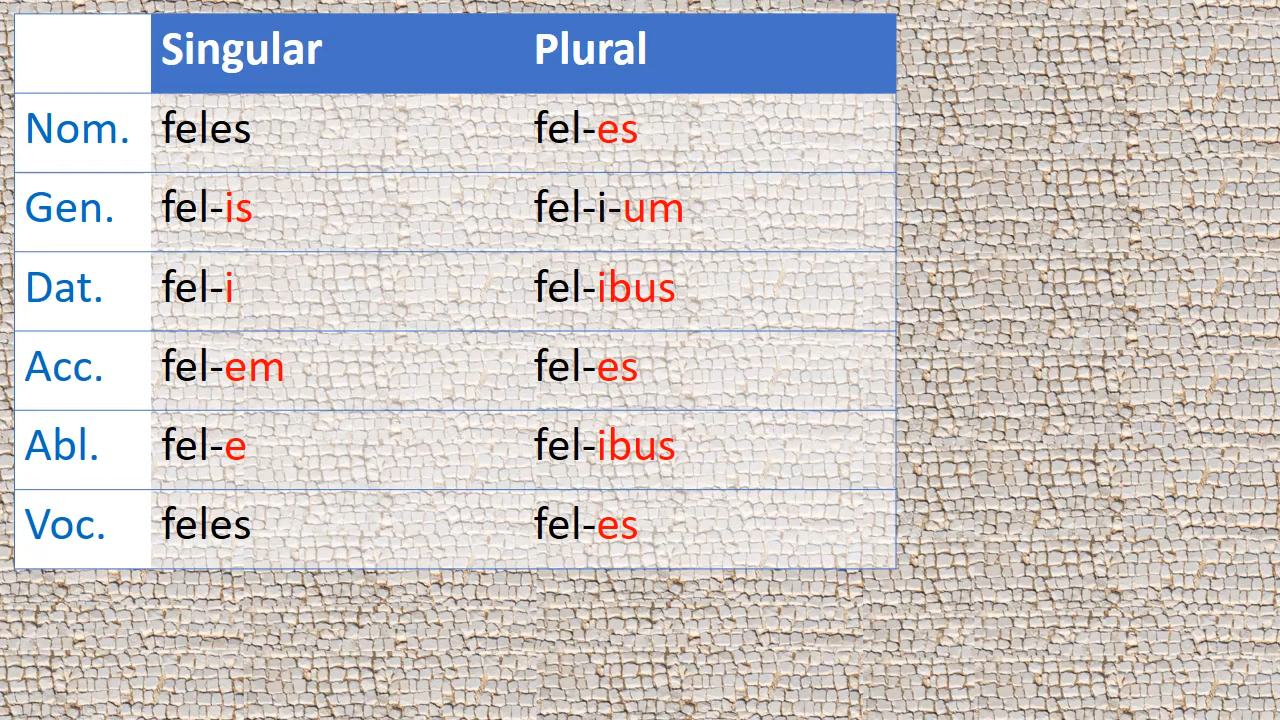 Singular Plural
Nom. feles fel-es
Gen. fel-is fel-i-um
Dat. fel-i fel-ibus
Acc. fel-em fel-es
Abl. fel-e fel-ibus
Voc. feles fel-es